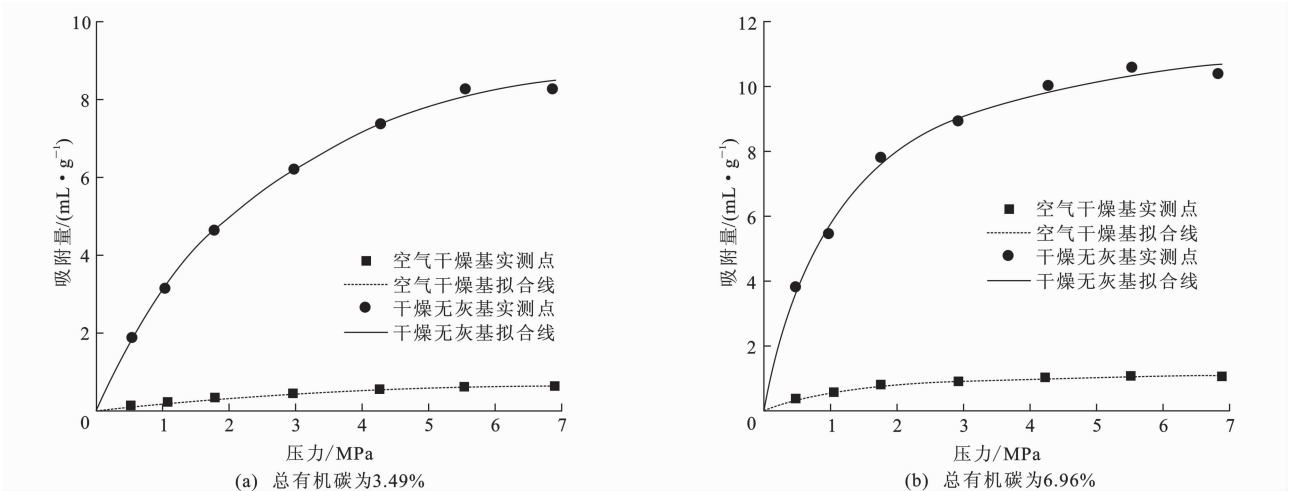 10
8
6
4
2
0
1
2
3
4
5
6
7
吸附量/(mL·g⁻¹)
压力/MPa
空气干燥基实测点
空气干燥基拟合线
干燥无灰基实测点
干燥无灰基拟合线
(a) 总有机碳为3.49%
12
10
8
6
4
2
0
1
2
3
4
5
6
7
吸附量/(mL·g⁻¹)
压力/MPa
空气干燥基实测点
空气干燥基拟合线
干燥无灰基实测点
干燥无灰基拟合线
(b) 总有机碳为6.96%